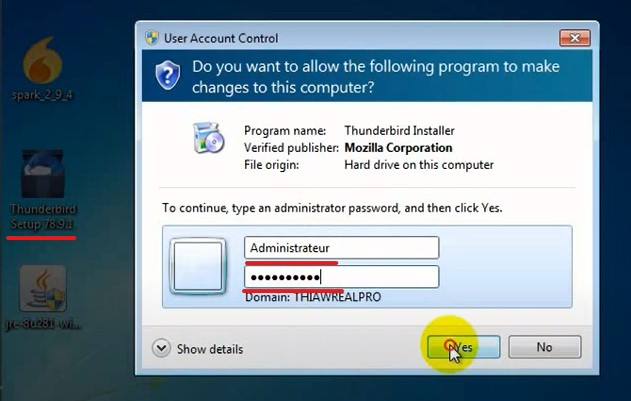 User Account Control
Do you want to allow the following program to make
changes to this computer?
spark_2_9_4
Program name: Thunderbird Installer
Verified publisher: Mozilla Corporation
File origin: Hard drive on this computer
Thunderbird
Setup 78.9.1
To continue, type an administrator password, and then click Yes.
Administrateur
●●●●●●●●●●
Domain: THIAWREALPRO
jre-8u281-wi...
Show details
Yes
No